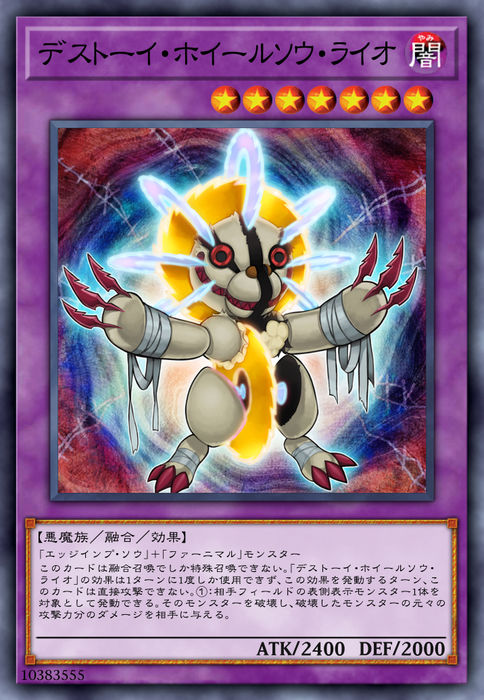 デストーイ・ホイールソウ・ライオ
やみ
闇
【悪魔族／融合／効果】
「エッジインプ・ソウ」+「ファーニマル」モンスター
このカードは融合召喚でしか特殊召喚できない。「デストーイ・ホイールソウ・
ライオ」の効果は1ターンに1度しか使用できず、この効果を発動するターン、こ
のカードは直接攻撃できない。①:相手フィールドの表側表示モンスター1体を
対象として発動できる。そのモンスターを破壊し、破壊したモンスターの元々の
攻撃力分のダメージを相手に与える。
ATK/2400 DEF/2000
10383555